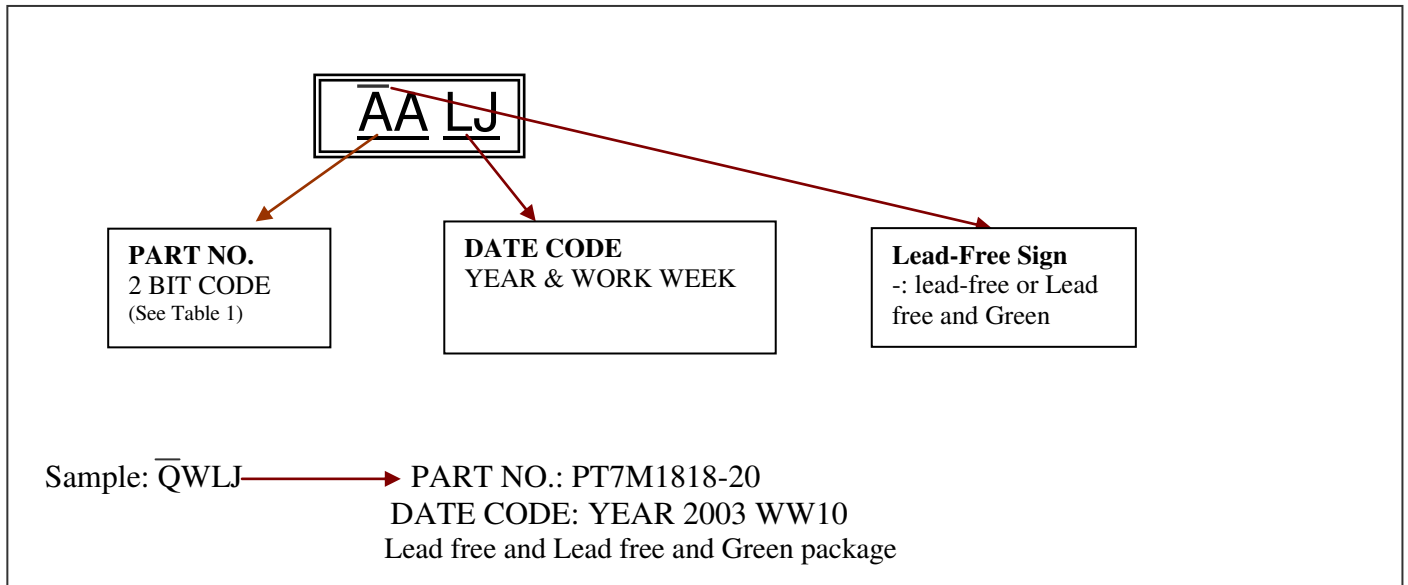 A̅A LJ
PART NO.
2 BIT CODE
(See Table 1)
DATE CODE
YEAR & WORK WEEK
Lead-Free Sign
-: lead-free or Lead
free and Green
Sample: Q̅WLJ PART NO.: PT7M1818-20
DATE CODE: YEAR 2003 WW10
Lead free and Lead free and Green package